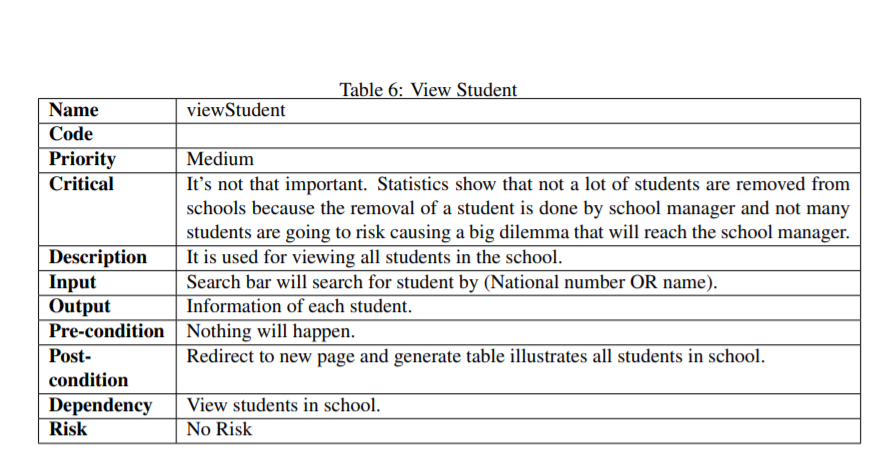 Table 6: View Student
Name viewStudent
Code
Priority Medium
Critical It's not that important. Statistics show that not a lot of students are removed from
schools because the removal of a student is done by school manager and not many
students are going to risk causing a big dilemma that will reach the school manager.
Description It is used for viewing all students in the school.
Input Search bar will search for student by (National number OR name).
Output Information of each student.
Pre-condition Nothing will happen.
Post- Redirect to new page and generate table illustrates all students in school.
condition
Dependency View students in school.
Risk No Risk